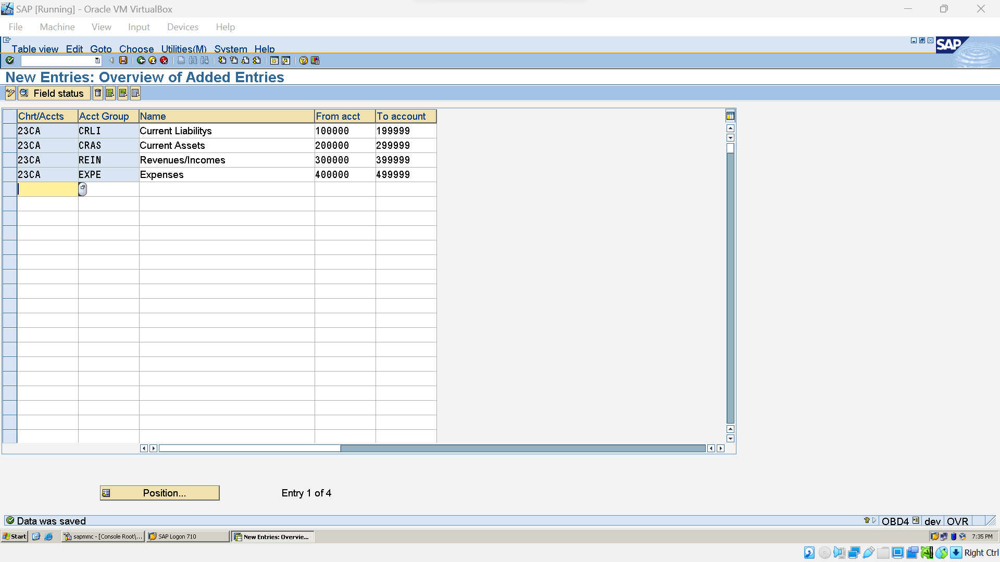 SAP [Running] - Oracle VM VirtualBox
File Machine View Input Devices Help
Table view Edit Goto Choose Utilities(M) System Help
SAP
New Entries: Overview of Added Entries
Field status
Chrt/Accts Acct Group Name From acct To account
23CA CRLI Current Liabilitys 100000 199999
23CA CRAS Current Assets 200000 299999
23CA REIN Revenues/Incomes 300000 399999
23CA EXPE Expenses 400000 499999
Position... Entry 1 of 4
Data was saved OBD4 dev OVR
Start sapmmc - [Console Root\... SAP Logon 710 New Entries: Overvie... 7:35 PM
Right Ctrl